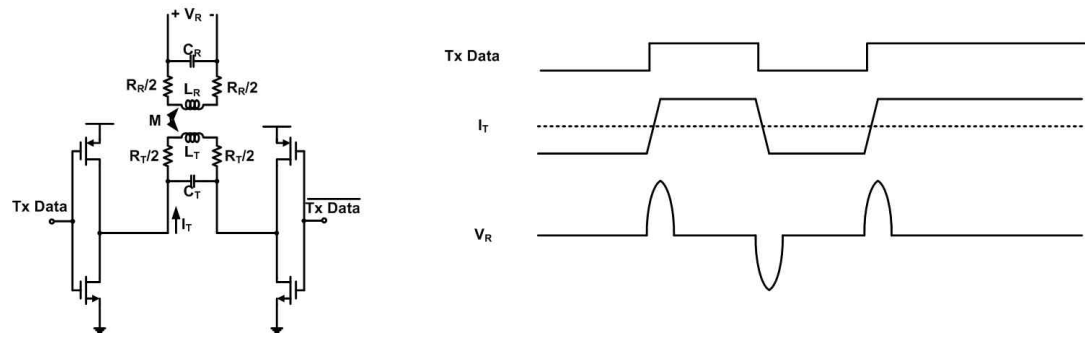 + V_R -
C_R
R_R/2
L_R
R_R/2
M
R_T/2
L_T
R_T/2
C_T
Tx Data
I_T
Tx Data
Tx Data
I_T
V_R